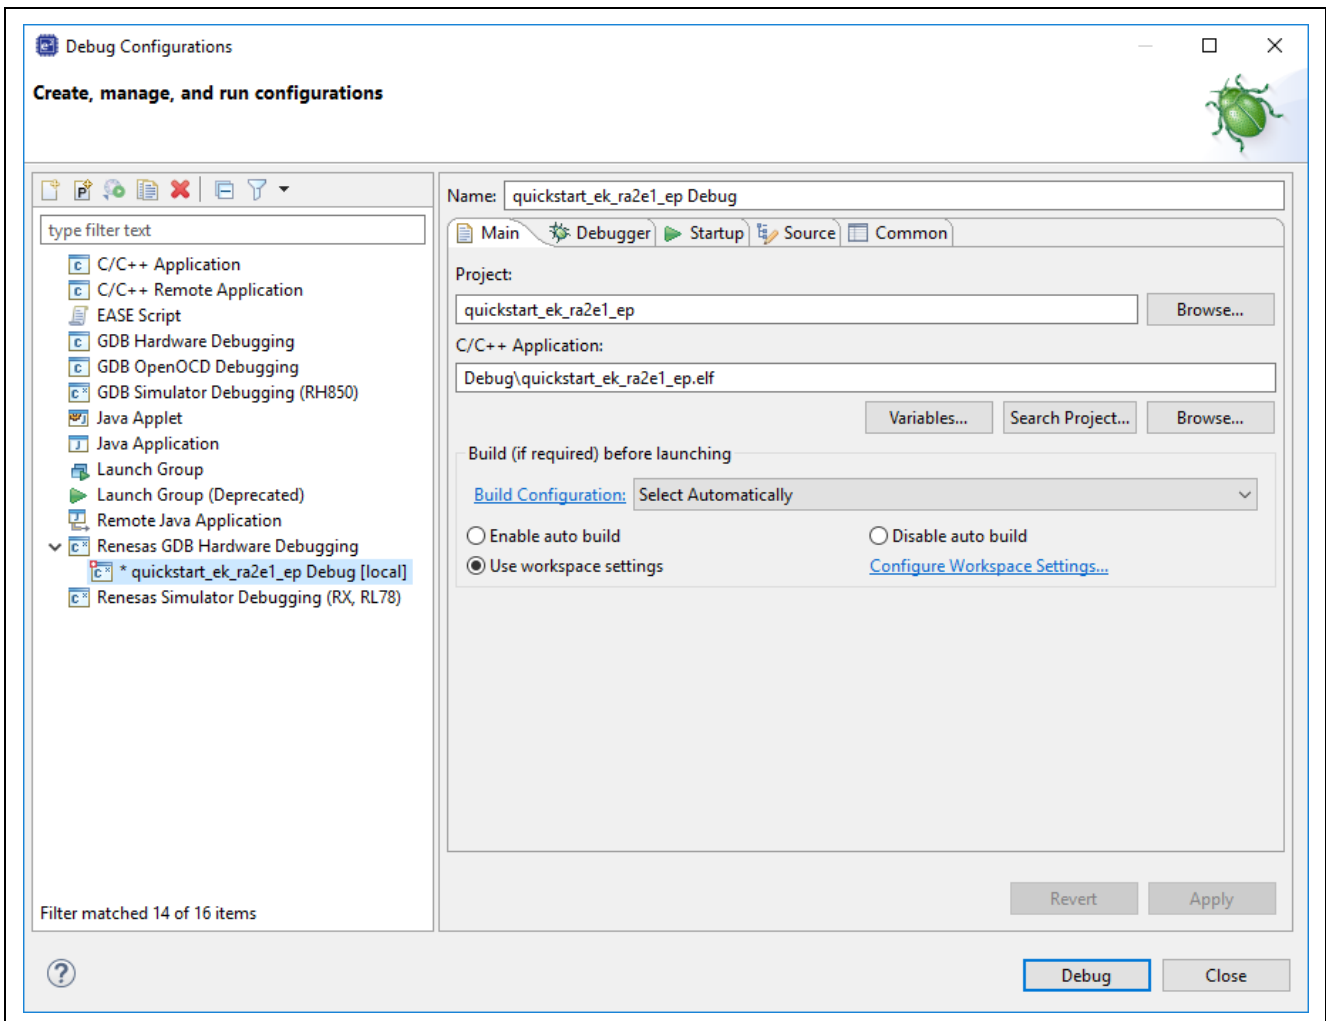 Debug Configurations
Create, manage, and run configurations
type filter text
C/C++ Application
C/C++ Remote Application
EASE Script
GDB Hardware Debugging
GDB OpenOCD Debugging
GDB Simulator Debugging (RH850)
Java Applet
Java Application
Launch Group
Launch Group (Deprecated)
Remote Java Application
Renesas GDB Hardware Debugging
* quickstart_ek_ra2e1_ep Debug [local]
Renesas Simulator Debugging (RX, RL78)
Filter matched 14 of 16 items
Name: quickstart_ek_ra2e1_ep Debug
Main Debugger Startup Source Common
Project:
quickstart_ek_ra2e1_ep Browse...
C/C++ Application:
Debug\quickstart_ek_ra2e1_ep.elf
Variables... Search Project... Browse...
Build (if required) before launching
Build Configuration: Select Automatically
Enable auto build Disable auto build
Use workspace settings Configure Workspace Settings...
Revert Apply
Debug Close